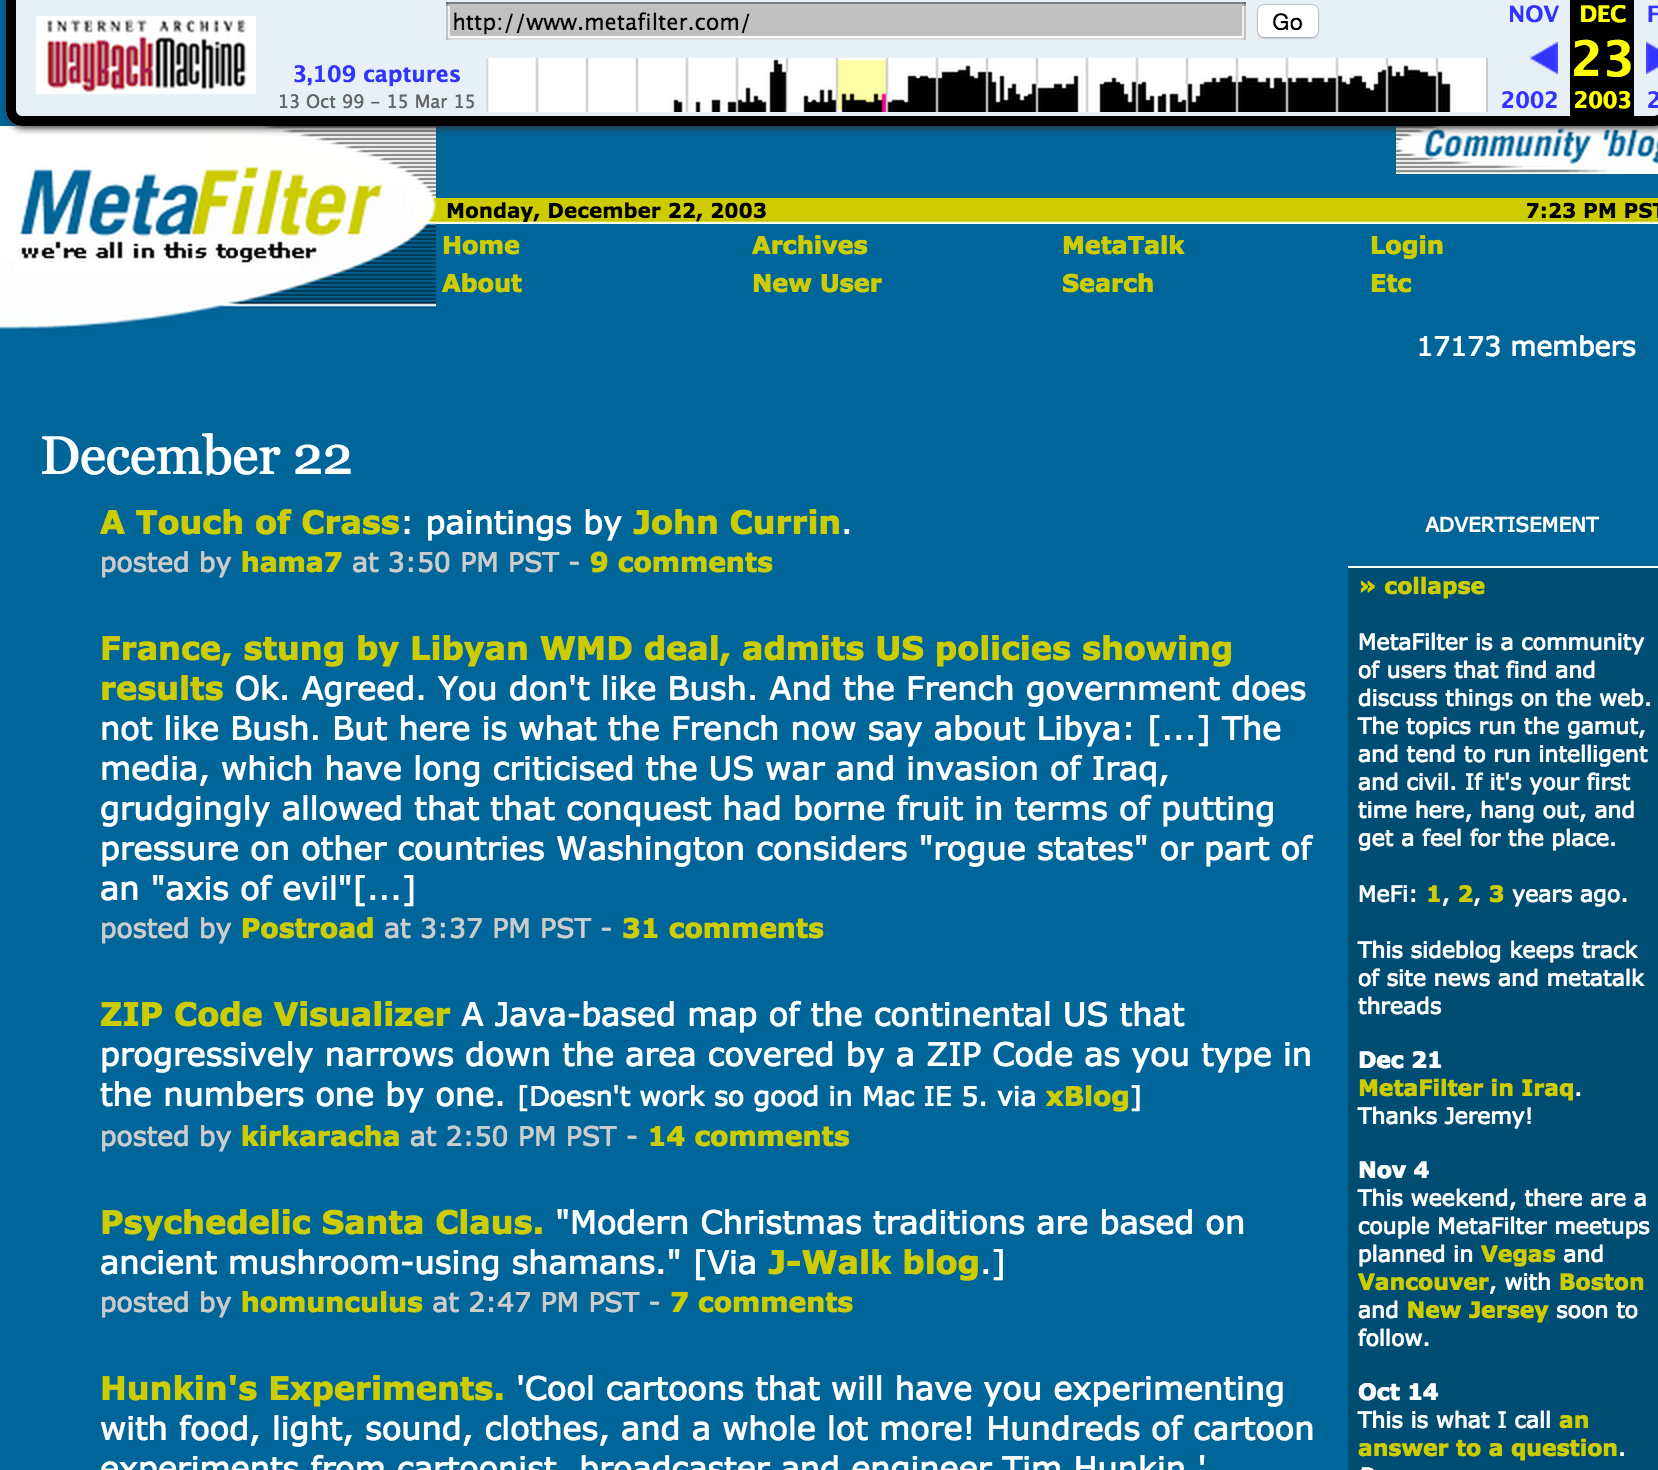 INTERNET ARCHIVE
WayBackMachine
http://www.metafilter.com/
Go
3,109 captures
13 Oct 99 – 15 Mar 15
NOV
DEC
F
23
2002
2003
2
Community 'blog
MetaFilter
we're all in this together
Monday, December 22, 2003
7:23 PM PST
Home
Archives
MetaTalk
Login
About
New User
Search
Etc
17173 members
December 22
A Touch of Crass: paintings by John Currin.
posted by hama7 at 3:50 PM PST - 9 comments
France, stung by Libyan WMD deal, admits US policies showing
results Ok. Agreed. You don't like Bush. And the French government does
not like Bush. But here is what the French now say about Libya: [...] The
media, which have long criticised the US war and invasion of Iraq,
grudgingly allowed that that conquest had borne fruit in terms of putting
pressure on other countries Washington considers "rogue states" or part of
an "axis of evil"[...]
posted by Postroad at 3:37 PM PST - 31 comments
ZIP Code Visualizer A Java-based map of the continental US that
progressively narrows down the area covered by a ZIP Code as you type in
the numbers one by one. [Doesn't work so good in Mac IE 5. via xBlog]
posted by kirkaracha at 2:50 PM PST - 14 comments
Psychedelic Santa Claus. "Modern Christmas traditions are based on
ancient mushroom-using shamans." [Via J-Walk blog.]
posted by homunculus at 2:47 PM PST - 7 comments
Hunkin's Experiments. 'Cool cartoons that will have you experimenting
with food, light, sound, clothes, and a whole lot more! Hundreds of cartoon
experiments from cartoonist, broadcaster and engineer Tim Hunkin.'
ADVERTISEMENT
» collapse
MetaFilter is a community
of users that find and
discuss things on the web.
The topics run the gamut,
and tend to run intelligent
and civil. If it's your first
time here, hang out, and
get a feel for the place.
MeFi: 1, 2, 3 years ago.
This sideblog keeps track
of site news and metatalk
threads
Dec 21
MetaFilter in Iraq.
Thanks Jeremy!
Nov 4
This weekend, there are a
couple MetaFilter meetups
planned in Vegas and
Vancouver, with Boston
and New Jersey soon to
follow.
Oct 14
This is what I call an
answer to a question.